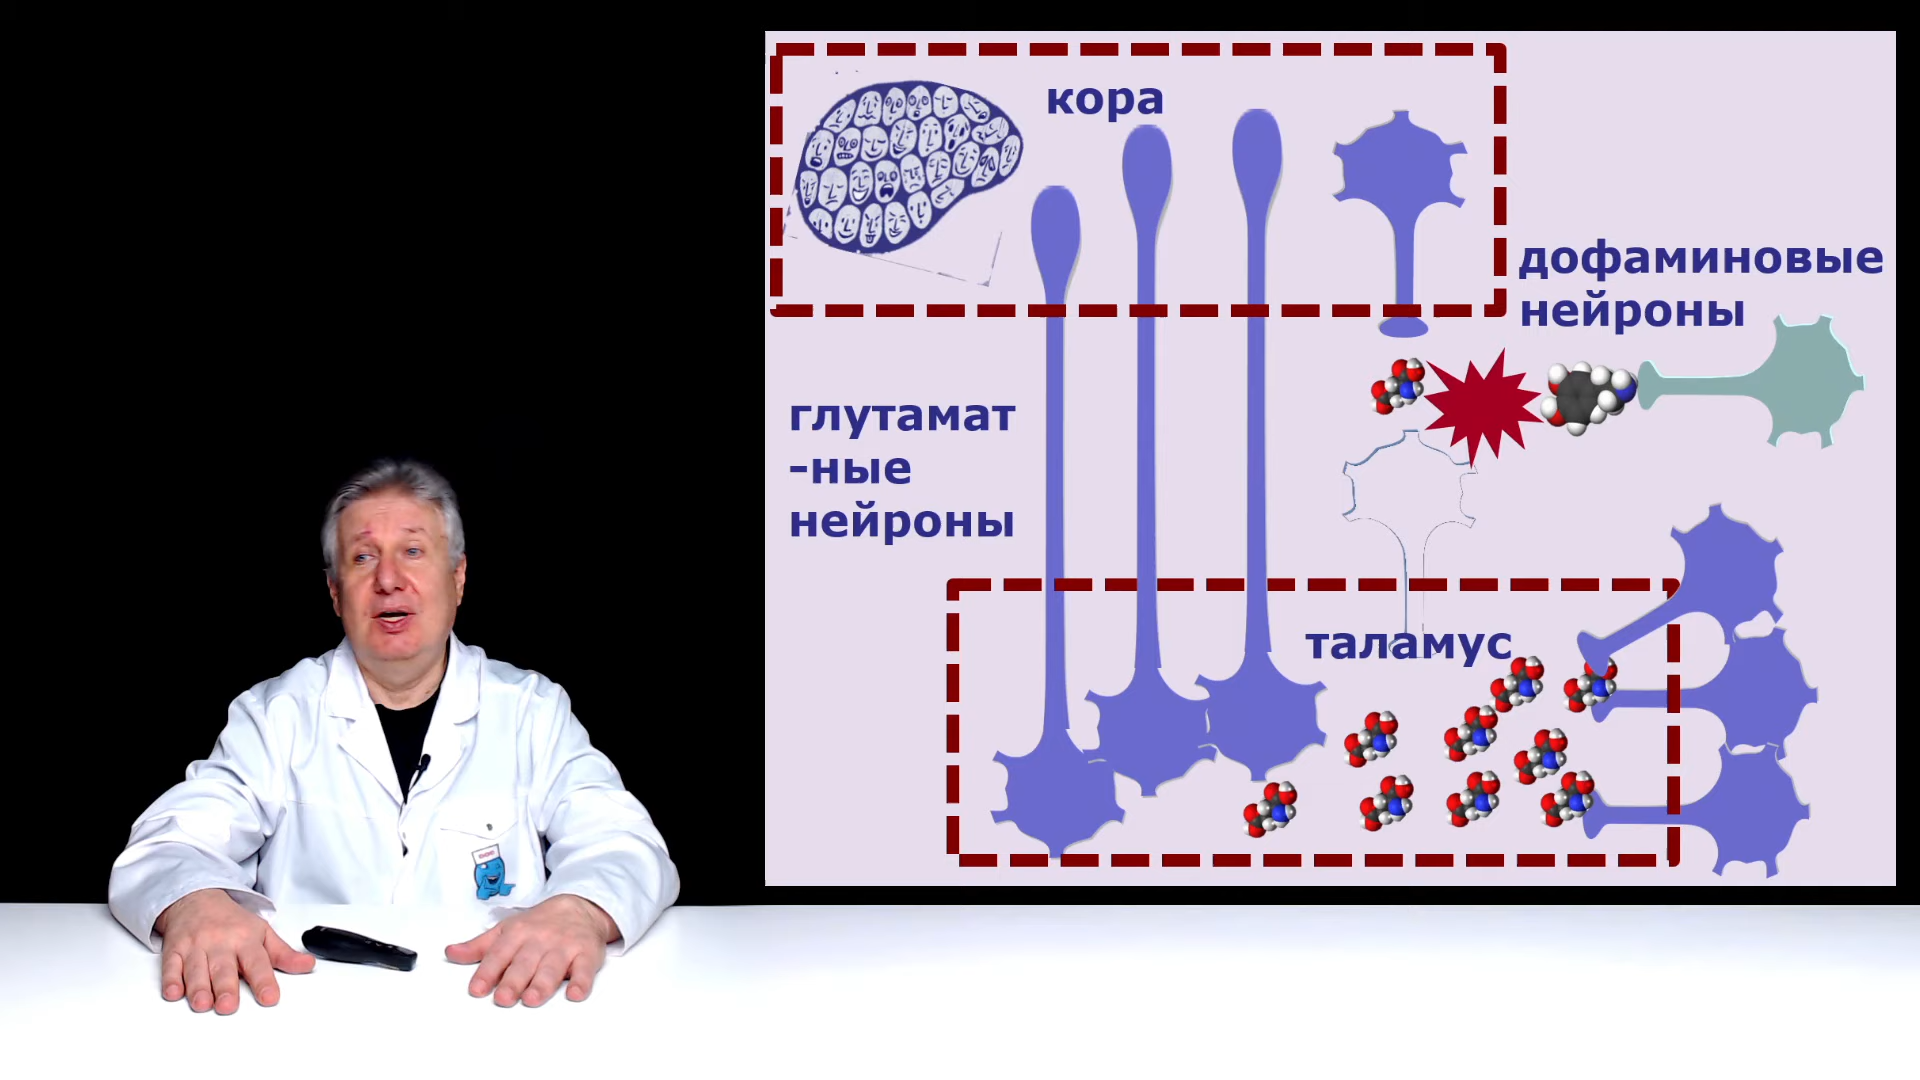 кора
дофаминовые
нейроны
глутамат
-ные
нейроны
таламус